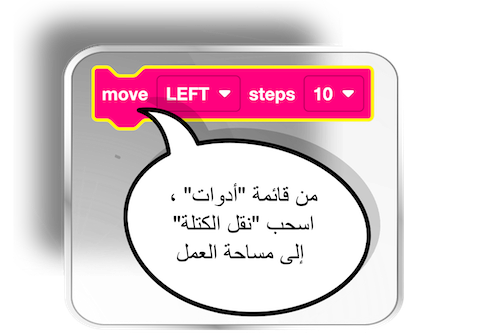 move LEFT steps 10
من قائمة "أدوات" ،
اسحب "نقل الكتلة"
إلى مساحة العمل